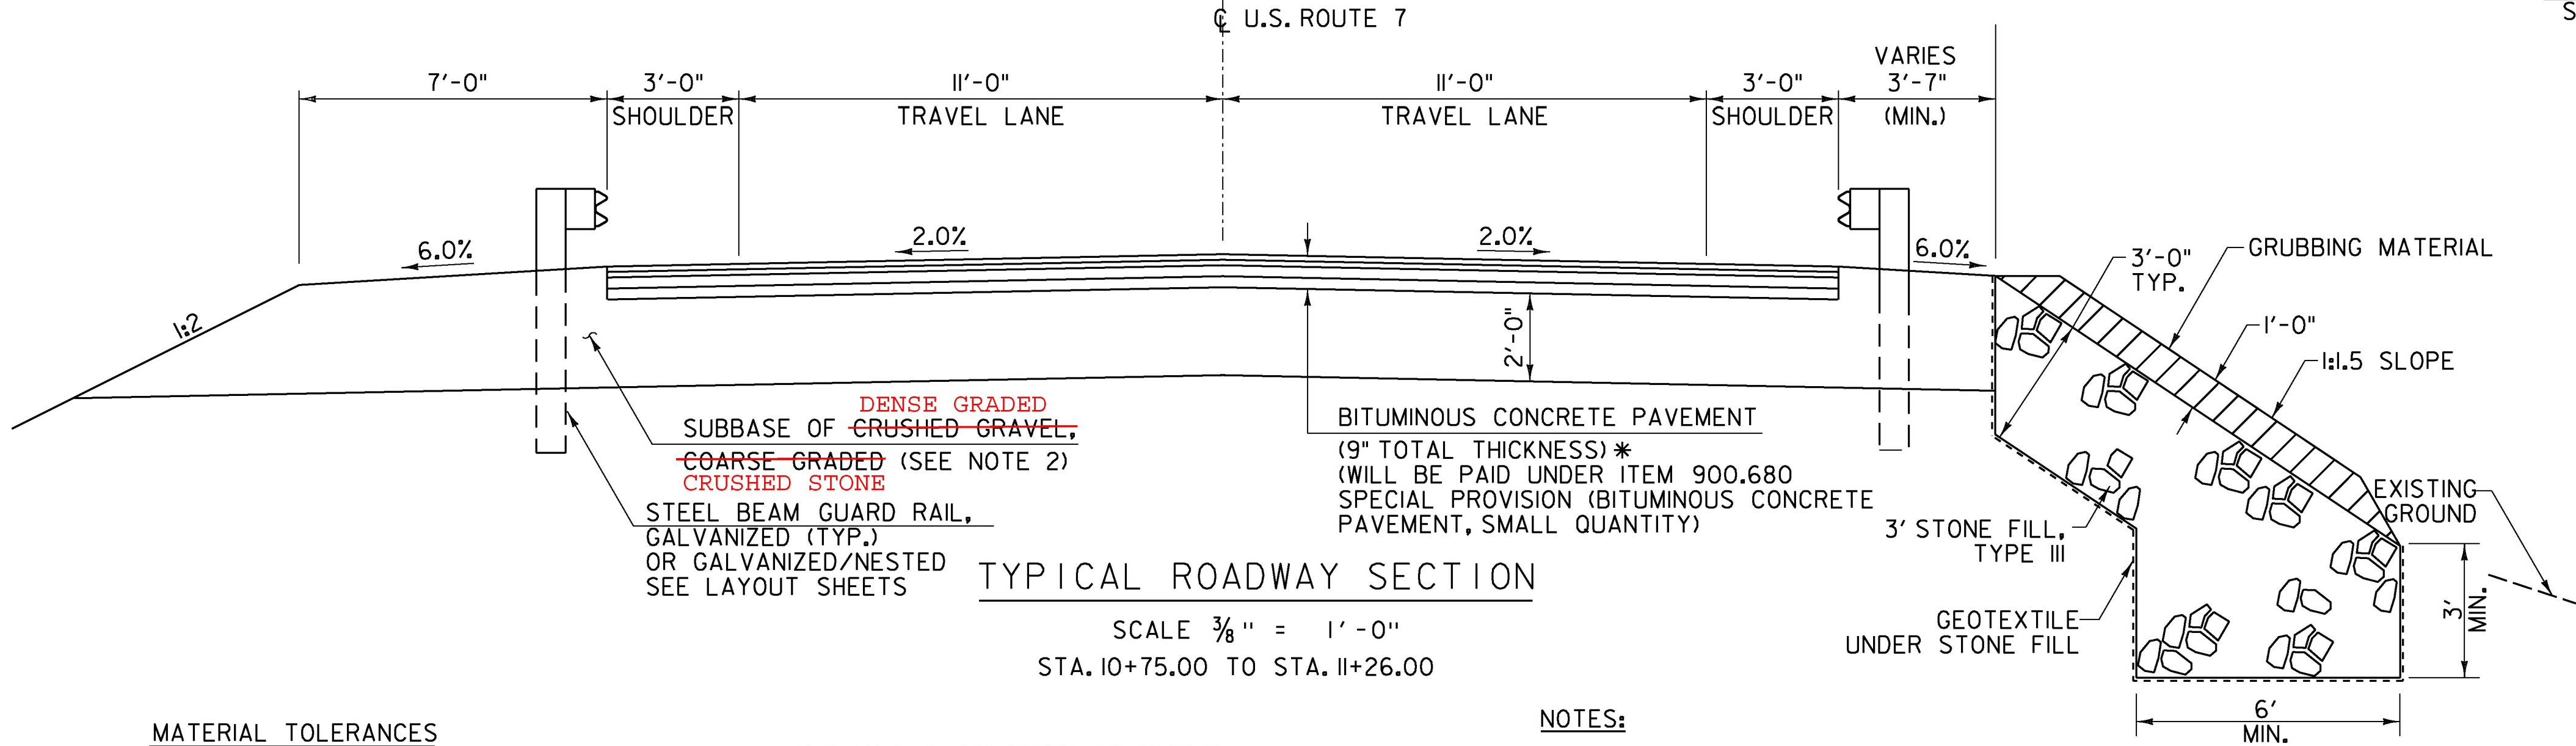 ℄ U.S. ROUTE 7
S
7'-0"
3'-0"
SHOULDER
11'-0"
TRAVEL LANE
11'-0"
TRAVEL LANE
3'-0"
SHOULDER
VARIES
3'-7"
(MIN.)
6.0%
2.0%
2.0%
6.0%
1:2
2'-0"
3'-0"
TYP.
GRUBBING MATERIAL
1'-0"
1:1.5 SLOPE
DENSE GRADED
SUBBASE OF CRUSHED GRAVEL,
COARSE GRADED (SEE NOTE 2)
CRUSHED STONE
STEEL BEAM GUARD RAIL,
GALVANIZED (TYP.)
OR GALVANIZED/NESTED
SEE LAYOUT SHEETS
BITUMINOUS CONCRETE PAVEMENT
(9" TOTAL THICKNESS) *
(WILL BE PAID UNDER ITEM 900.680
SPECIAL PROVISION (BITUMINOUS CONCRETE
PAVEMENT, SMALL QUANTITY)
3' STONE FILL,
TYPE III
GEOTEXTILE
UNDER STONE FILL
EXISTING
GROUND
3'
MIN.
6'
MIN.
TYPICAL ROADWAY SECTION
SCALE 3/8" = 1'-0"
STA. 10+75.00 TO STA. 11+26.00
MATERIAL TOLERANCES
NOTES: